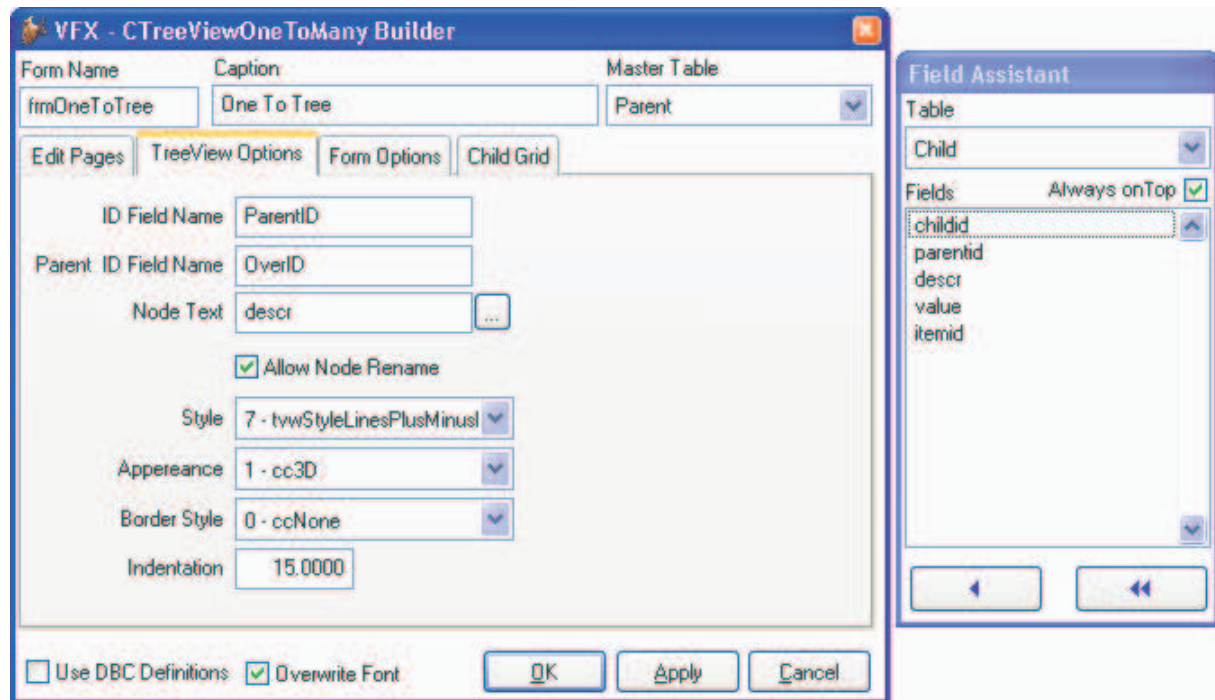 VFX - CTreeViewOneToMany Builder
Form Name Caption Master Table
frmOneToTree One To Tree Parent
Edit Pages TreeView Options Form Options Child Grid
ID Field Name ParentID
Parent ID Field Name OverID
Node Text descr ...
Allow Node Rename
Style 7 - tvwStyleLinesPlusMinusI
Appereance 1 - cc3D
Border Style 0 - ccNone
Indentation 15.0000
Use DBC Definitions Overwrite Font OK Apply Cancel
Field Assistant
Table
Child
Fields Always onTop
childid
parentid
descr
value
itemid